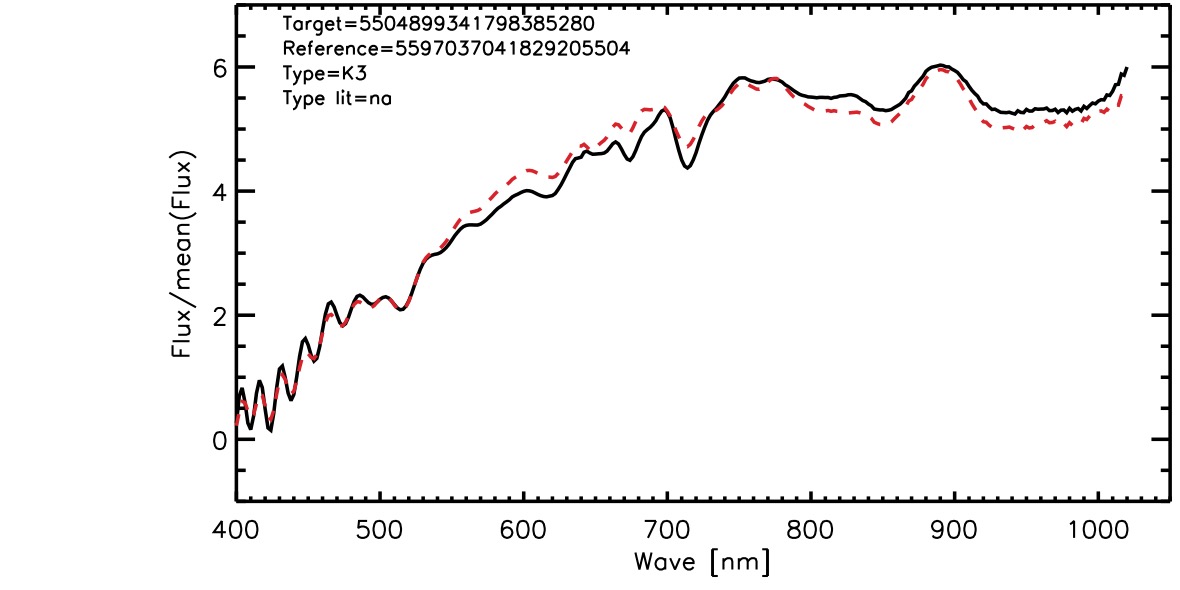 Target=5504899341798385280
Reference=5597037041829205504
Type=K3
Type lit=na
Flux/mean(Flux)
6
4
2
0
400 500 600 700 800 900 1000
Wave [nm]